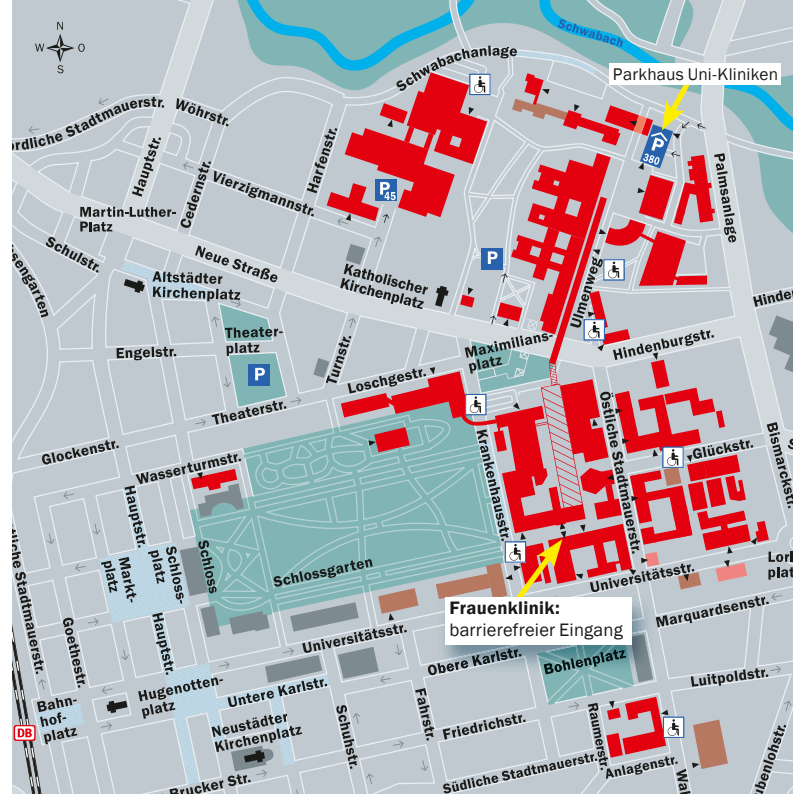 N
W
O
S
Schwabach
Schwabachanlage
Parkhaus Uni-Kliniken
P
380
Wöhrstr.
Hauptstr.
Cedernstr.
Harfenstr.
Vierzigmannstr.
P
45
Palmsanlage
Martin-Luther-
Platz
Schulstr.
Neue Straße
Altstädter
Kirchenplatz
Katholischer
Kirchenplatz
P
Ulmenweg
Theater-
platz
P
Engelstr.
Turnstr.
Maximilians-
platz
Hindenburgstr.
Loschgestr.
Theaterstr.
Glockenstr.
Wasserturmstr.
Krankenhausstr.
Östliche Stadtmauerstr.
Glückstr.
Bismarckstr.
Hauptstr.
Markt-
platz
Schloss-
platz
Schloss
Schlossgarten
Goethestr.
Hauptstr.
Universitätsstr.
Frauenklinik:
barrierefreier Eingang
Universitätsstr.
Marquardsenstr.
Obere Karlstr.
Bohlenplatz
Luitpoldstr.
Bahn-
hof-
platz
DB
Hugenotten-
platz
Untere Karlstr.
Neustädter
Kirchenplatz
Schuhstr.
Fahrstr.
Friedrichstr.
Raumerstr.
Brucker Str.
Südliche Stadtmauerstr.
Anlagenstr.